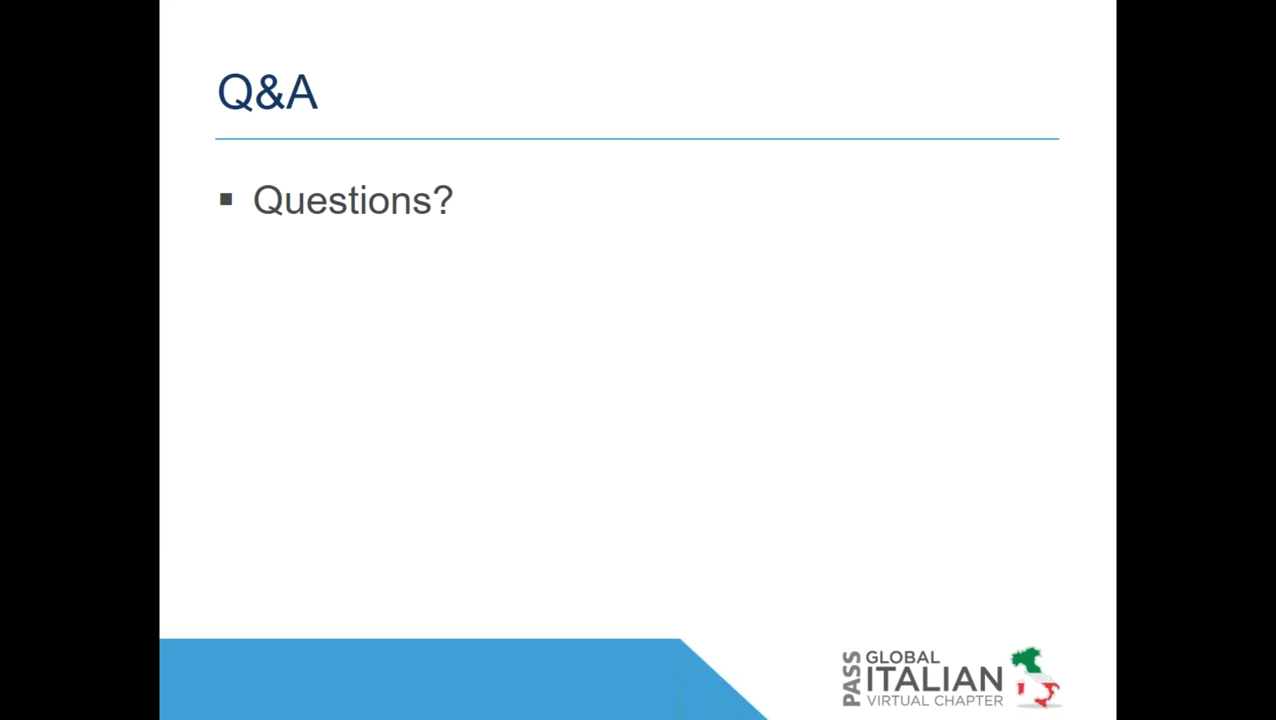 Q&A
▪ Questions?
PASS
GLOBAL
ITALIAN
VIRTUAL CHAPTER